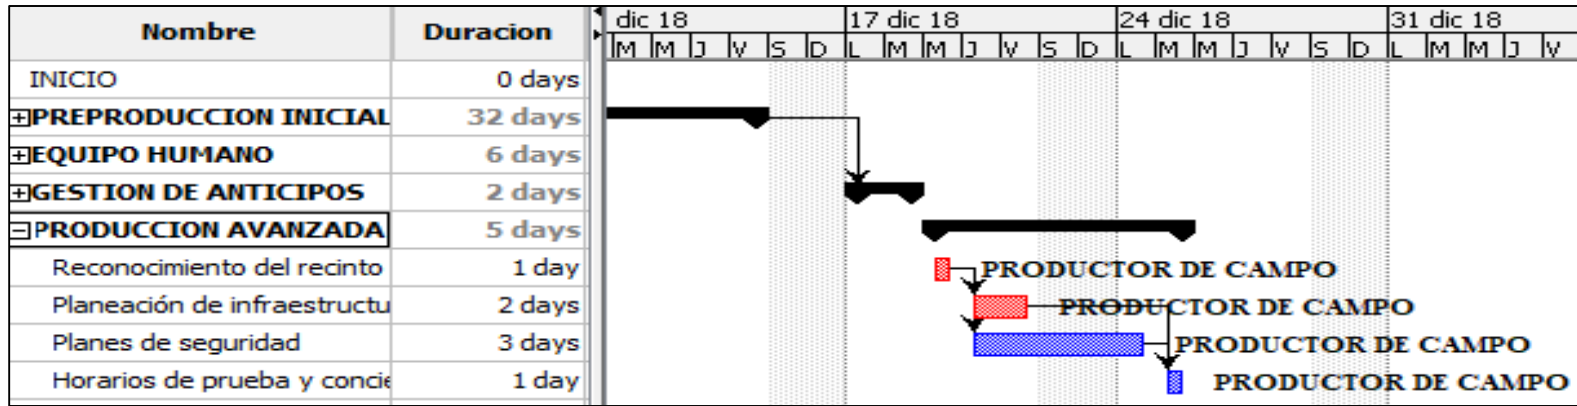 Nombre Duracion dic 18 17 dic 18 24 dic 18 31 dic 18
M M J V S D L M M J V S D L M M J V S D L M M J V
INICIO 0 days
PREPRODUCCION INICIAL 32 days
EQUIPO HUMANO 6 days
GESTION DE ANTICIPOS 2 days
PRODUCCION AVANZADA 5 days
Reconocimiento del recinto 1 day PRODUCTOR DE CAMPO
Planeación de infraestructu 2 days PRODUCTOR DE CAMPO
Planes de seguridad 3 days PRODUCTOR DE CAMPO
Horarios de prueba y concie 1 day PRODUCTOR DE CAMPO